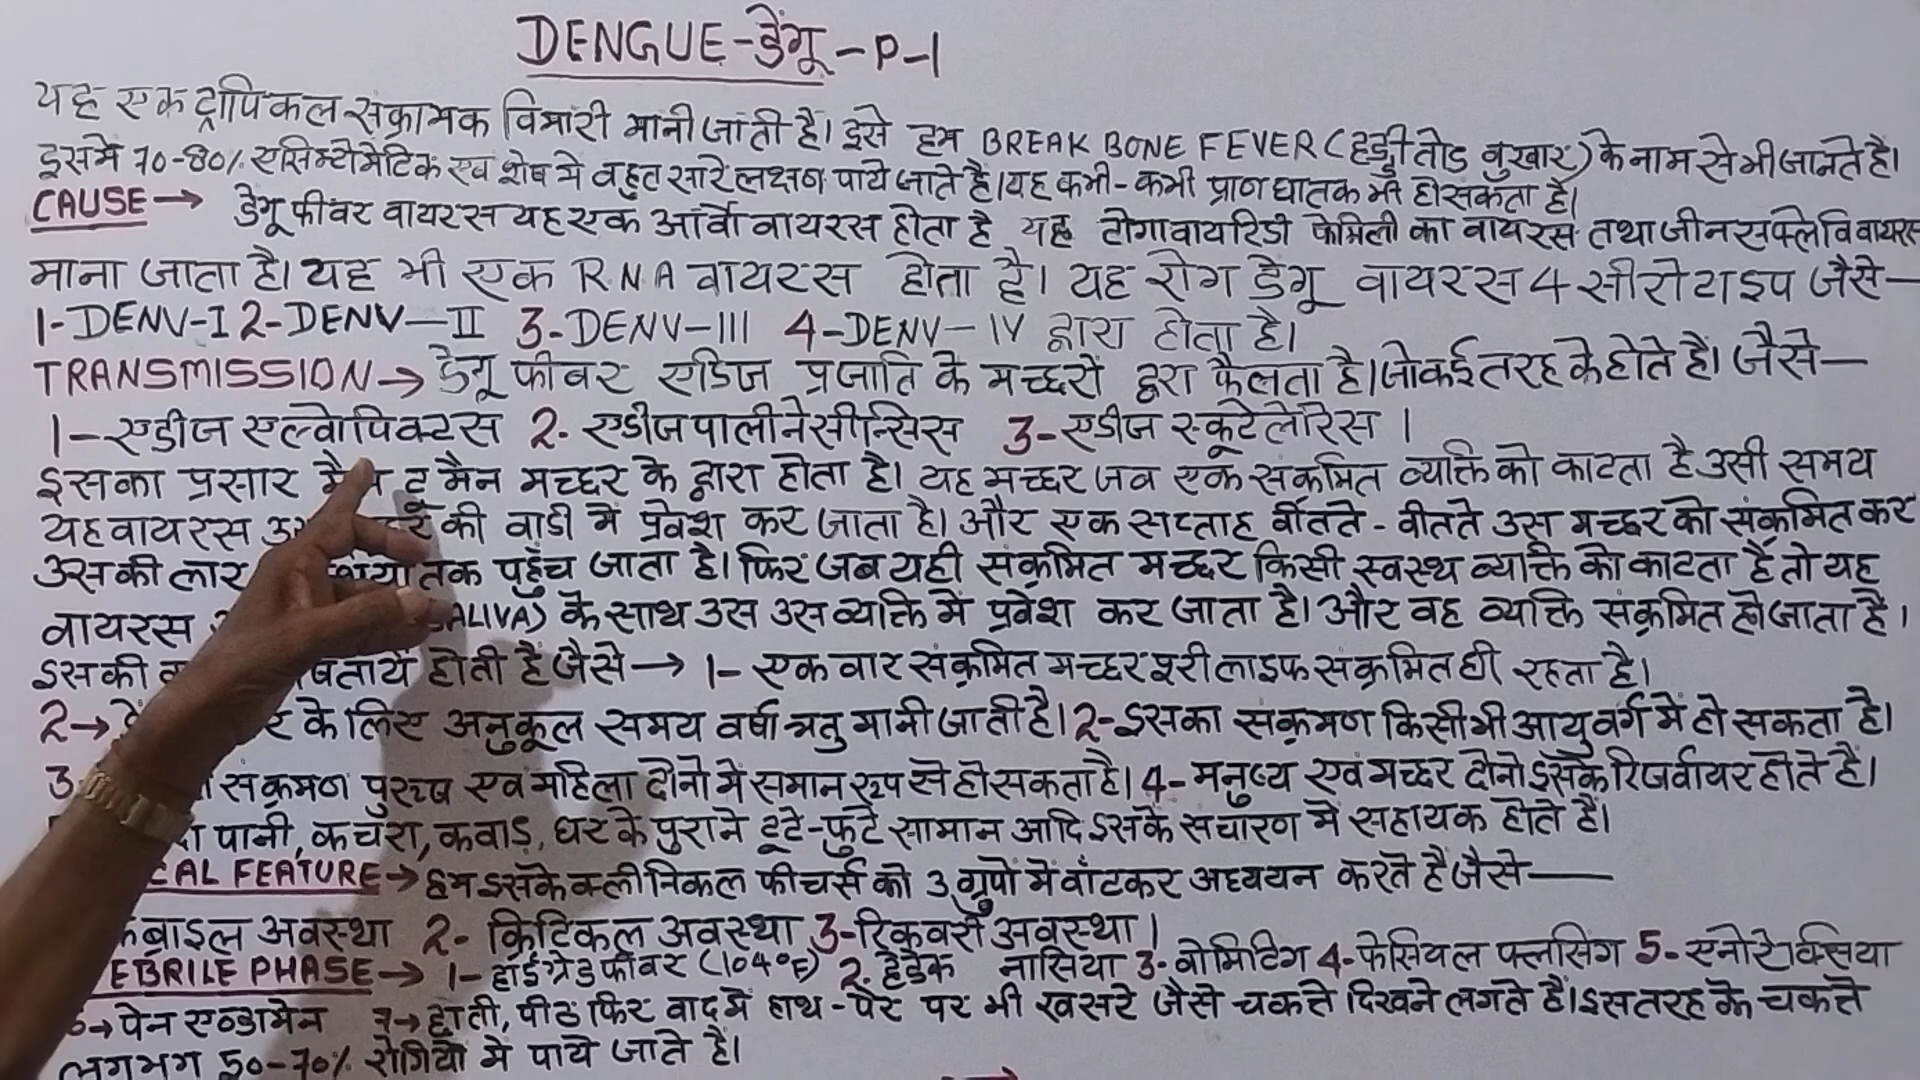 DENGUE-डेंगू-P-1
यह एक ट्रापिकल संक्रामक विमारी मानी जाती है। इसे हम BREAK BONE FEVER (हड्डी तोड बुखार) के नाम से भी जानते है।
इसमे 70-80% एसिम्टोमेटिक एवं शेष मे बहुत सारे लक्षण पाये जाते है। यह कभी-कभी प्राण घातक भी हो सकता है।
CAUSE→ डेंगू फीवर वायरस यह एक आर्वो वायरस होता है यह टोगावायरिडी फेमिली का वायरस तथा जीनस फ्लेविवायरस
माना जाता है। यह भी एक R.N.A वायरस होता है। यह रोग डेंगू वायरस 4 सीरोटाइप जैसे—
1-DENV-I 2-DENV-II 3-DENV-III 4-DENV-IV द्वारा होता है।
TRANSMISSION→ डेंगू फीवर एडिज प्रजाति के मच्छरों द्वारा फैलता है। जो कई तरह के होते है। जैसे—
1-एडीज एल्वोपिक्टस 2-एडीज पालीनेसीन्सिस 3-एडीज स्कूटेलेरिस।
इसका प्रसार मैन टू मैन मच्छर के द्वारा होता है। यह मच्छर जब एक संक्रमित व्यक्ति को काटता है उसी समय
यह वायरस की वाडी में प्रवेश कर जाता है। और एक सप्ताह वीतते-वीतते उस मच्छर को संक्रमित कर
उसकी लार तक पहुँच जाता है। फिर जब यही संक्रमित मच्छर किसी स्वस्थ व्यक्ति को काटता है तो यह
वायरस SALIVA) के साथ उस उस व्यक्ति में प्रवेश कर जाता है। और वह व्यक्ति संक्रमित हो जाता है।
इसकी होती है जैसे→ 1- एक वार संक्रमित मच्छर पूरी लाइफ संक्रमित ही रहता है।
2→ के लिए अनुकूल समय वर्षा ऋतु मानी जाती है। 2-इसका संक्रमण किसी भी आयु वर्ग में हो सकता है।
3 संक्रमण पुरुष एवं महिला दोनो में समान रूप से हो सकता है। 4-मनुष्य एवं मच्छर दोनो इसके रिजर्वायर होते है।
पानी, कचरा, कवाड़, घर के पुराने टूटे-फुटे सामान आदि इसके संचारण में सहायक होते है।
CAL FEATURE→ हम इसके क्लीनिकल फीचर्स को 3 ग्रुपो में वाँटकर अध्ययन करते है जैसे—
अवस्था 2- क्रिटिकल अवस्था 3-रिकवरी अवस्था।
EBRILE PHASE→ 1-हाई ग्रेड फीवर (104°F) 2.हैडेक नासिया 3-वोमिटिंग 4-फेसियल फ्लसिंग 5-एनोरेक्सिया
6→पेन एब्डामेन 7→छाती, पीठ फिर वाद में हाथ-पैर पर भी खसरे जैसे चकत्ते दिखने लगते है। इस तरह के चकत्ते
लगभग 50-70% रोगियो मे पाये जाते है।